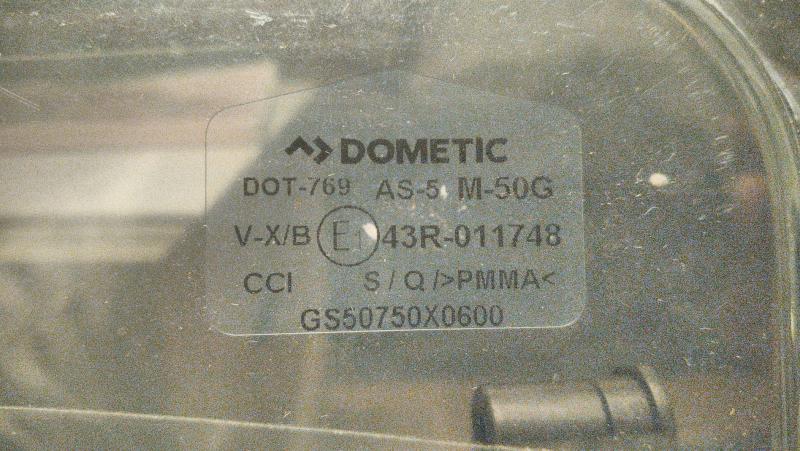 DOMETIC
DOT-769 AS-5 M-50G
V-X/B E1 43R-011748
CCI S / Q />PMMA<
GS50750X0600